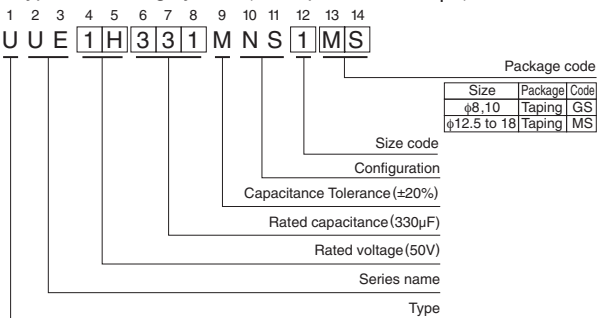 1 2 3 4 5 6 7 8 9 10 11 12 13 14
U U E 1 H 3 3 1 M N S 1 M S
Package code
Size Package Code
φ8,10 Taping GS
φ12.5 to 18 Taping MS
Size code
Configuration
Capacitance Tolerance (±20%)
Rated capacitance (330µF)
Rated voltage (50V)
Series name
Type